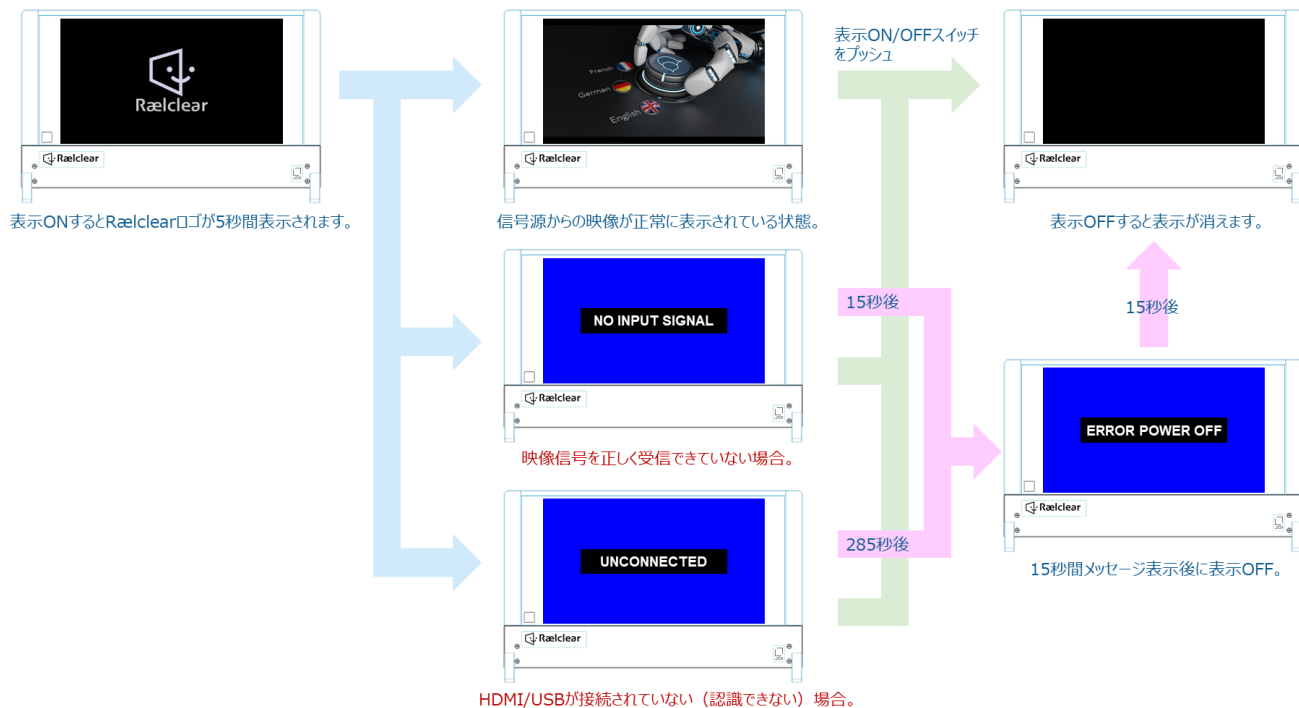 Rælclear
Rælclear
表示ONするとRælclearロゴが5秒間表示されます。
French
German
English
Rælclear
信号源からの映像が正常に表示されている状態。
表示ON/OFFスイッチ
をプッシュ
Rælclear
表示OFFすると表示が消えます。
NO INPUT SIGNAL
Rælclear
映像信号を正しく受信できていない場合。
15秒後
15秒後
UNCONNECTED
Rælclear
HDMI/USBが接続されていない（認識できない）場合。
285秒後
ERROR POWER OFF
Rælclear
15秒間メッセージ表示後に表示OFF。